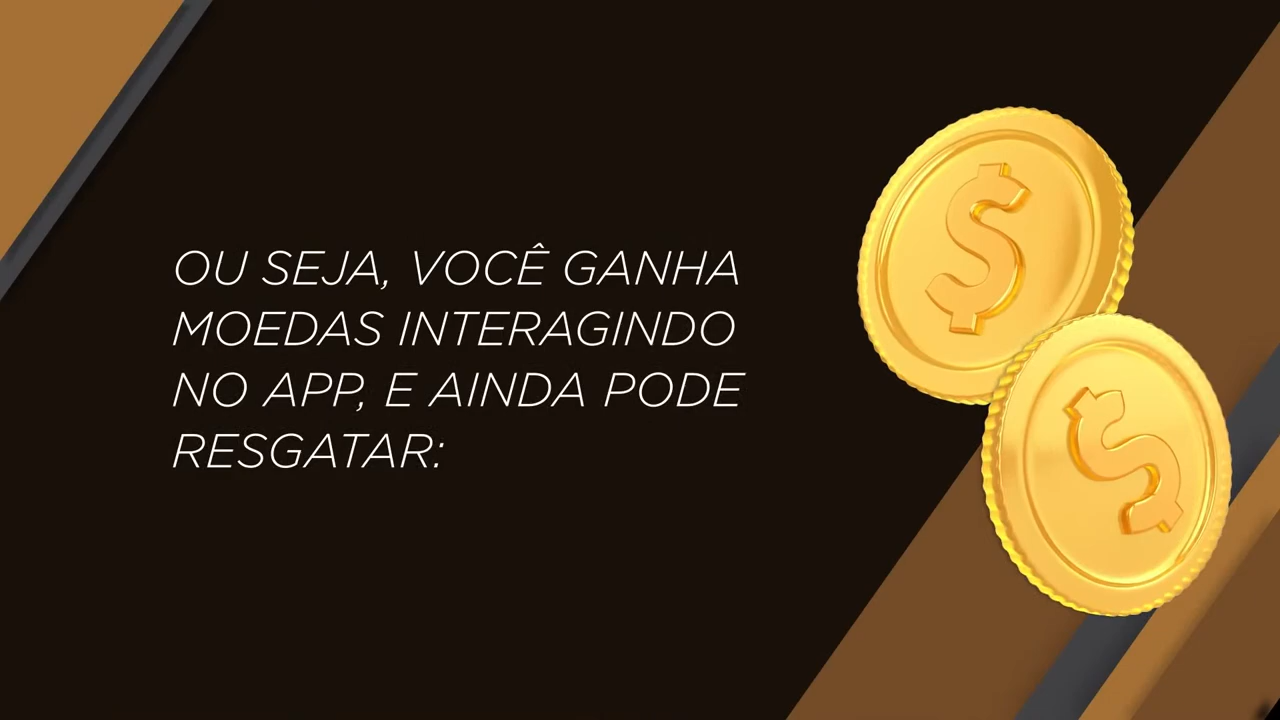 OU SEJA, VOCÊ GANHA
MOEDAS INTERAGINDO
NO APP, E AINDA PODE
RESGATAR: